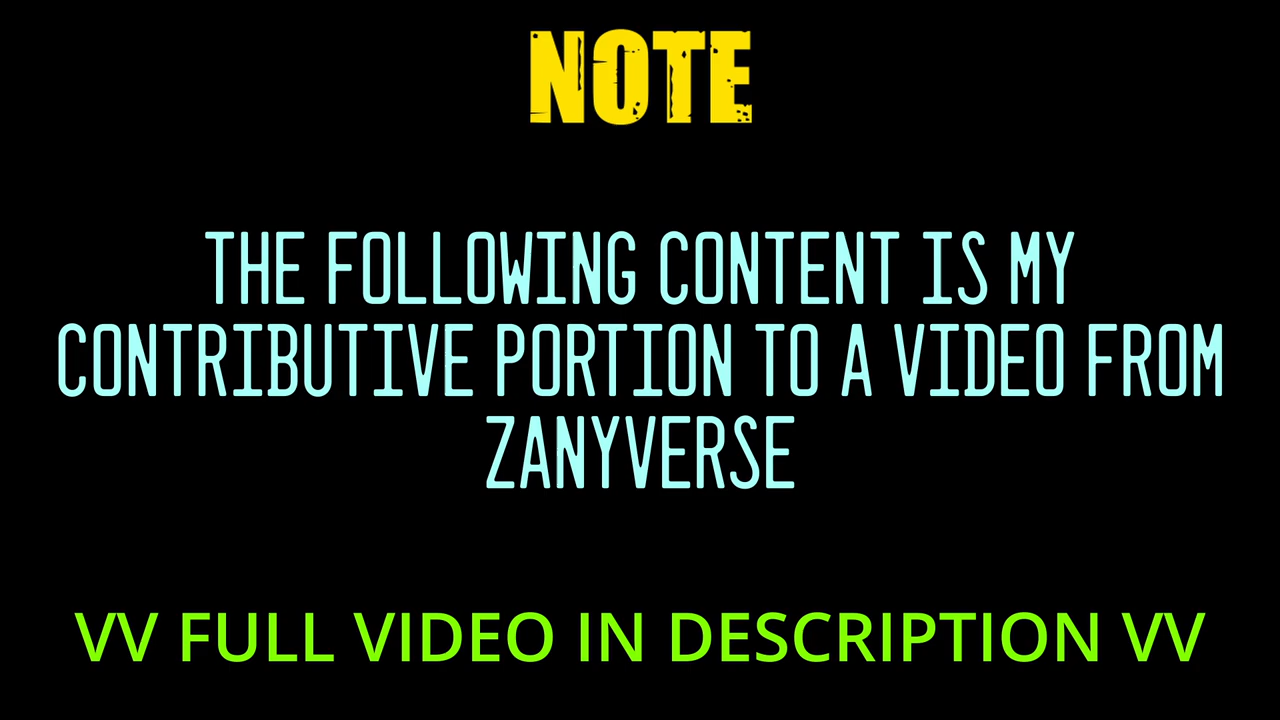 NOTE
THE FOLLOWING CONTENT IS MY
CONTRIBUTIVE PORTION TO A VIDEO FROM
ZANYVERSE
VV FULL VIDEO IN DESCRIPTION VV